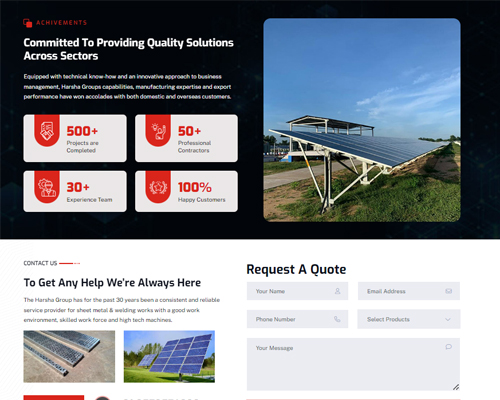 ACHIVEMENTS
Committed To Providing Quality Solutions
Across Sectors
Equipped with technical know-how and an innovative approach to business
management, Harsha Groups capabilities, manufacturing expertise and export
performance have won accolades with both domestic and overseas customers.
500+
Projects are
Completed
50+
Professional
Contractors
30+
Experience Team
100%
Happy Customers
CONTACT US
To Get Any Help We're Always Here
The Harsha Group has for the past 30 years been a consistent and reliable
service provider for sheet metal & welding works with a good work
environment, skilled work force and high tech machines.
Request A Quote
Your Name
Email Address
Phone Number
Select Products
Your Message